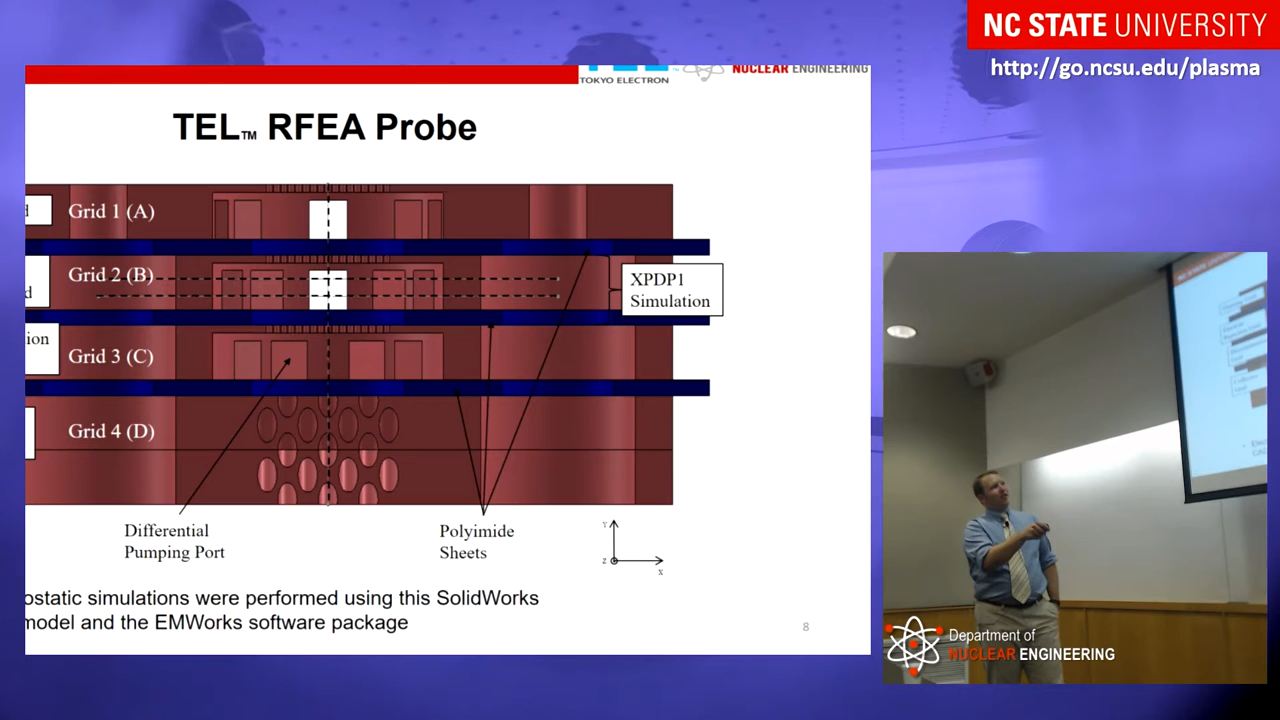 NC STATE UNIVERSITY
http://go.ncsu.edu/plasma
TOKYO ELECTRON
NUCLEAR ENGINEERING
TEL™ RFEA Probe
Grid 1 (A)
Grid 2 (B)
d
XPDP1
Simulation
tion
Grid 3 (C)
Grid 4 (D)
Differential
Pumping Port
Polyimide
Sheets
Y
Z
X
ostatic simulations were performed using this SolidWorks
model and the EMWorks software package
8
Department of
NUCLEAR ENGINEERING